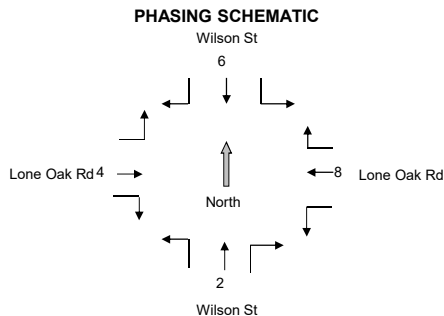 PHASING SCHEMATIC
Wilson St
6
Lone Oak Rd 4
8 Lone Oak Rd
North
2
Wilson St